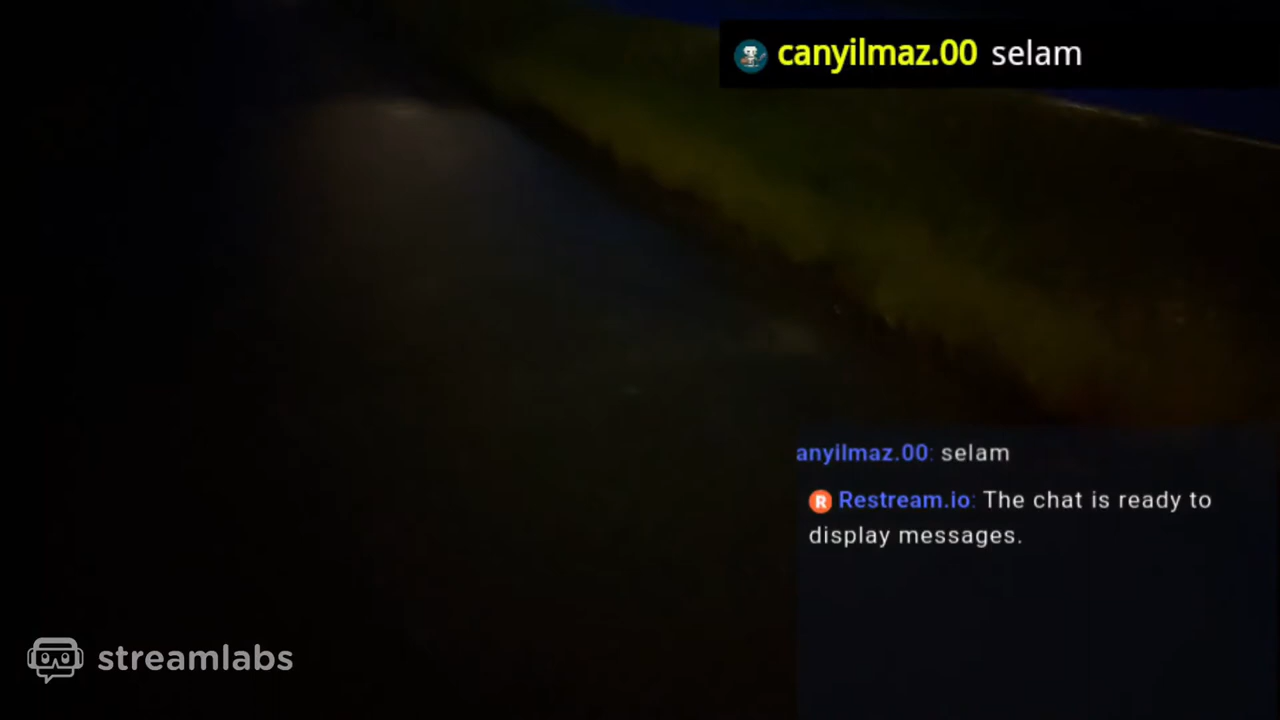 canyilmaz.00 selam
anyilmaz.00: selam
R Restream.io: The chat is ready to
display messages.
streamlabs